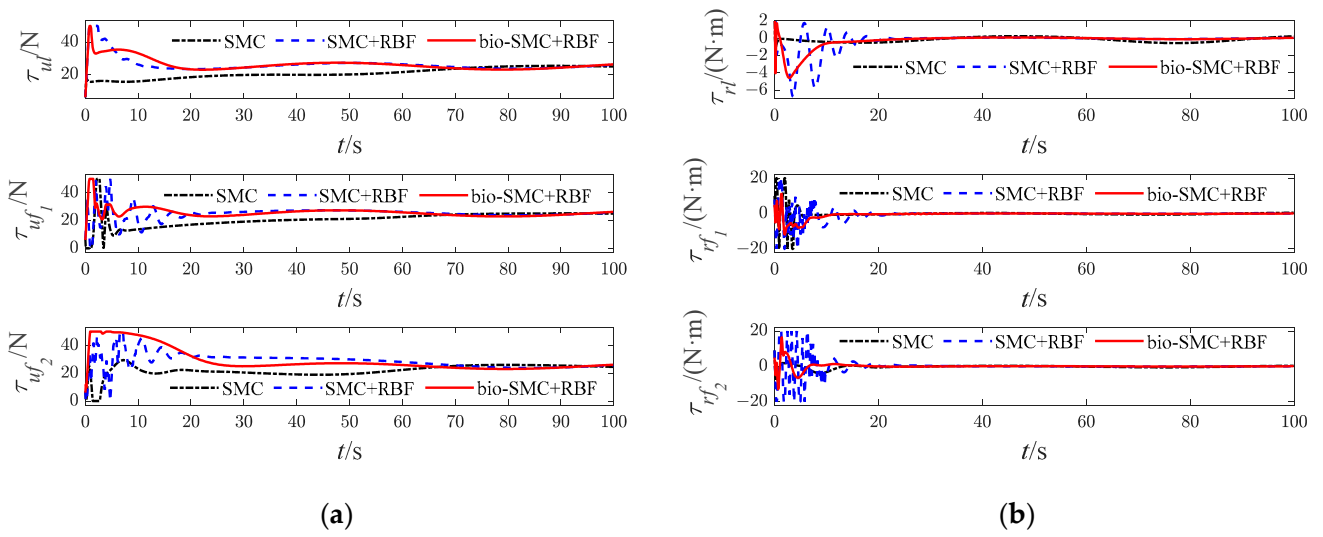 τul/N
40
20
SMC SMC+RBF bio-SMC+RBF
0 10 20 30 40 50 60 70 80 90 100
t/s
τuf1/N
40
20
0
SMC SMC+RBF bio-SMC+RBF
0 10 20 30 40 50 60 70 80 90 100
t/s
τuf2/N
40
20
0
SMC SMC+RBF bio-SMC+RBF
0 10 20 30 40 50 60 70 80 90 100
t/s
(a)
τrl/(N·m)
2
0
−2
−4
−6
SMC SMC+RBF bio-SMC+RBF
0 20 40 60 80 100
t/s
τrf1/(N·m)
20
0
−20
SMC SMC+RBF bio-SMC+RBF
0 20 40 60 80 100
t/s
τrf2/(N·m)
20
0
−20
SMC SMC+RBF bio-SMC+RBF
0 20 40 60 80 100
t/s
(b)